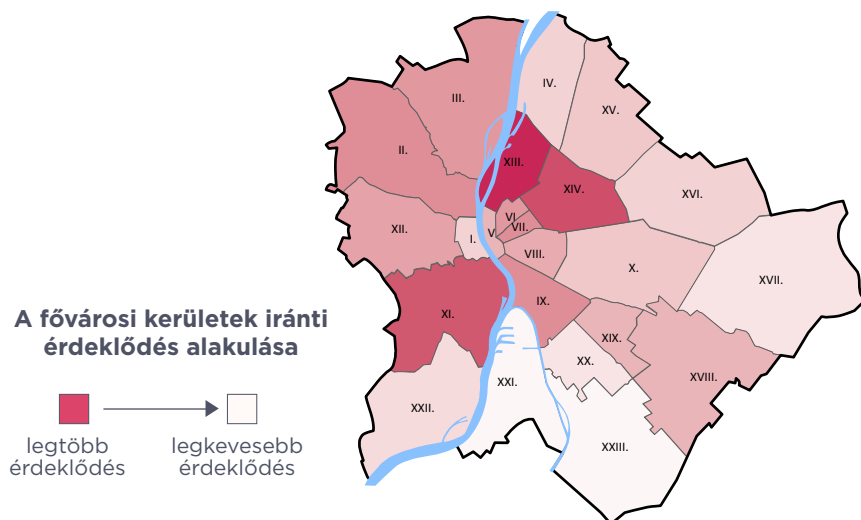 IV.
III.
XV.
II.
XIII.
XIV.
XVI.
VI.
XII.
I.
V.
VII.
VIII.
X.
XVII.
A fővárosi kerületek iránti
érdeklődés alakulása
XI.
IX.
XIX.
XX.
XVIII.
XXI.
XXII.
XXIII.
legtöbb
érdeklődés
legkevesebb
érdeklődés